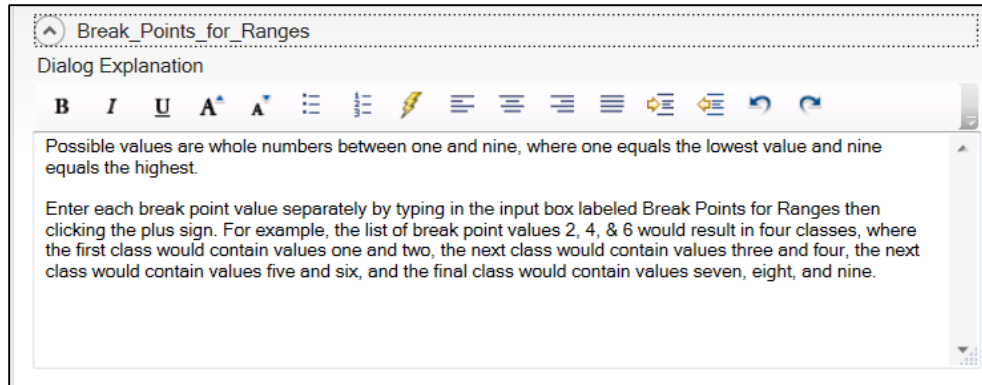 Break_Points_for_Ranges
Dialog Explanation
B I U A A
Possible values are whole numbers between one and nine, where one equals the lowest value and nine
equals the highest.
Enter each break point value separately by typing in the input box labeled Break Points for Ranges then
clicking the plus sign. For example, the list of break point values 2, 4, & 6 would result in four classes, where
the first class would contain values one and two, the next class would contain values three and four, the next
class would contain values five and six, and the final class would contain values seven, eight, and nine.